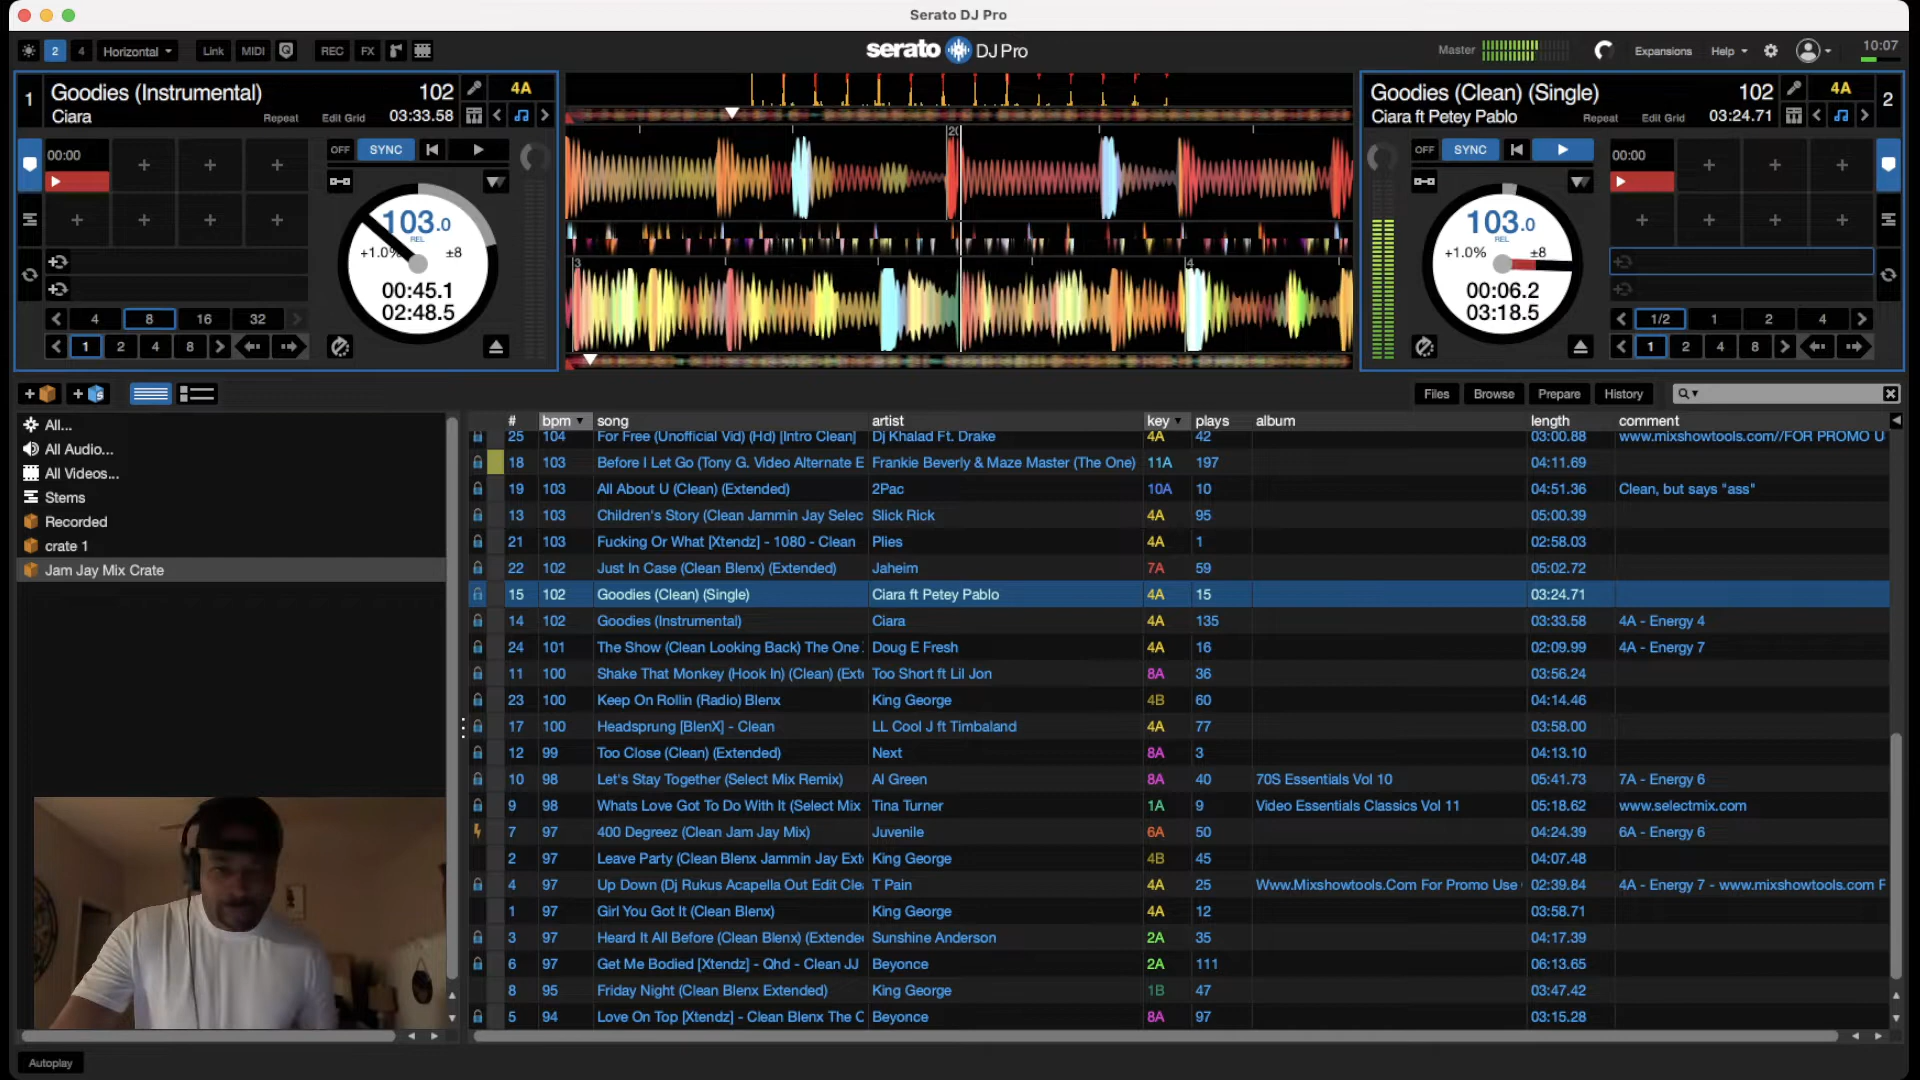 Serato DJ Pro
2 4 Horizontal Link MIDI REC FX
serato DJ Pro
Master Expansions Help 10:07
1 Goodies (Instrumental) 102 4A
Ciara Repeat Edit Grid 03:33.58
00:00 OFF SYNC
103.0
REL
+1.0% ±8
00:45.1
02:48.5
4 8 16 32
1 2 4 8
3 4
Goodies (Clean) (Single) 102 4A 2
Ciara ft Petey Pablo Repeat Edit Grid 03:24.71
OFF SYNC 00:00
103.0
REL
+1.0% ±8
00:06.2
03:18.5
1/2 1 2 4
1 2 4 8
Files Browse Prepare History
All...
All Audio...
All Videos...
Stems
Recorded
crate 1
Jam Jay Mix Crate
# bpm song artist key plays album length comment
25 104 For Free (Unofficial Vid) (Hd) [Intro Clean] Dj Khalad Ft. Drake 4A 42 03:00.88 www.mixshowtools.com//FOR PROMO U
18 103 Before I Let Go (Tony G. Video Alternate E Frankie Beverly & Maze Master (The One) 11A 197 04:11.69
19 103 All About U (Clean) (Extended) 2Pac 10A 10 04:51.36 Clean, but says "ass"
13 103 Children's Story (Clean Jammin Jay Selec Slick Rick 4A 95 05:00.39
21 103 Fucking Or What [Xtendz] - 1080 - Clean Plies 4A 1 02:58.03
22 102 Just In Case (Clean Blenx) (Extended) Jaheim 7A 59 05:02.72
15 102 Goodies (Clean) (Single) Ciara ft Petey Pablo 4A 15 03:24.71
14 102 Goodies (Instrumental) Ciara 4A 135 03:33.58 4A - Energy 4
24 101 The Show (Clean Looking Back) The One Doug E Fresh 4A 16 02:09.99 4A - Energy 7
11 100 Shake That Monkey (Hook In) (Clean) (Ext Too Short ft Lil Jon 8A 36 03:56.24
23 100 Keep On Rollin (Radio) Blenx King George 4B 60 04:14.46
17 100 Headsprung [BlenX] - Clean LL Cool J ft Timbaland 4A 77 03:58.00
12 99 Too Close (Clean) (Extended) Next 8A 3 04:13.10
10 98 Let's Stay Together (Select Mix Remix) Al Green 8A 40 70S Essentials Vol 10 05:41.73 7A - Energy 6
9 98 Whats Love Got To Do With It (Select Mix Tina Turner 1A 9 Video Essentials Classics Vol 11 05:18.62 www.selectmix.com
7 97 400 Degreez (Clean Jam Jay Mix) Juvenile 6A 50 04:24.39 6A - Energy 6
2 97 Leave Party (Clean Blenx Jammin Jay Ext King George 4B 45 04:07.48
4 97 Up Down (Dj Rukus Acapella Out Edit Cle T Pain 4A 25 Www.Mixshowtools.Com For Promo Use 02:39.84 4A - Energy 7 - www.mixshowtools.com F
1 97 Girl You Got It (Clean Blenx) King George 4A 12 03:58.71
3 97 Heard It All Before (Clean Blenx) (Extende Sunshine Anderson 2A 35 04:17.39
6 97 Get Me Bodied [Xtendz] - Qhd - Clean JJ Beyonce 2A 111 06:13.65
8 95 Friday Night (Clean Blenx Extended) King George 1B 47 03:47.42
5 94 Love On Top [Xtendz] - Clean Blenx The C Beyonce 8A 97 03:15.28
Autoplay